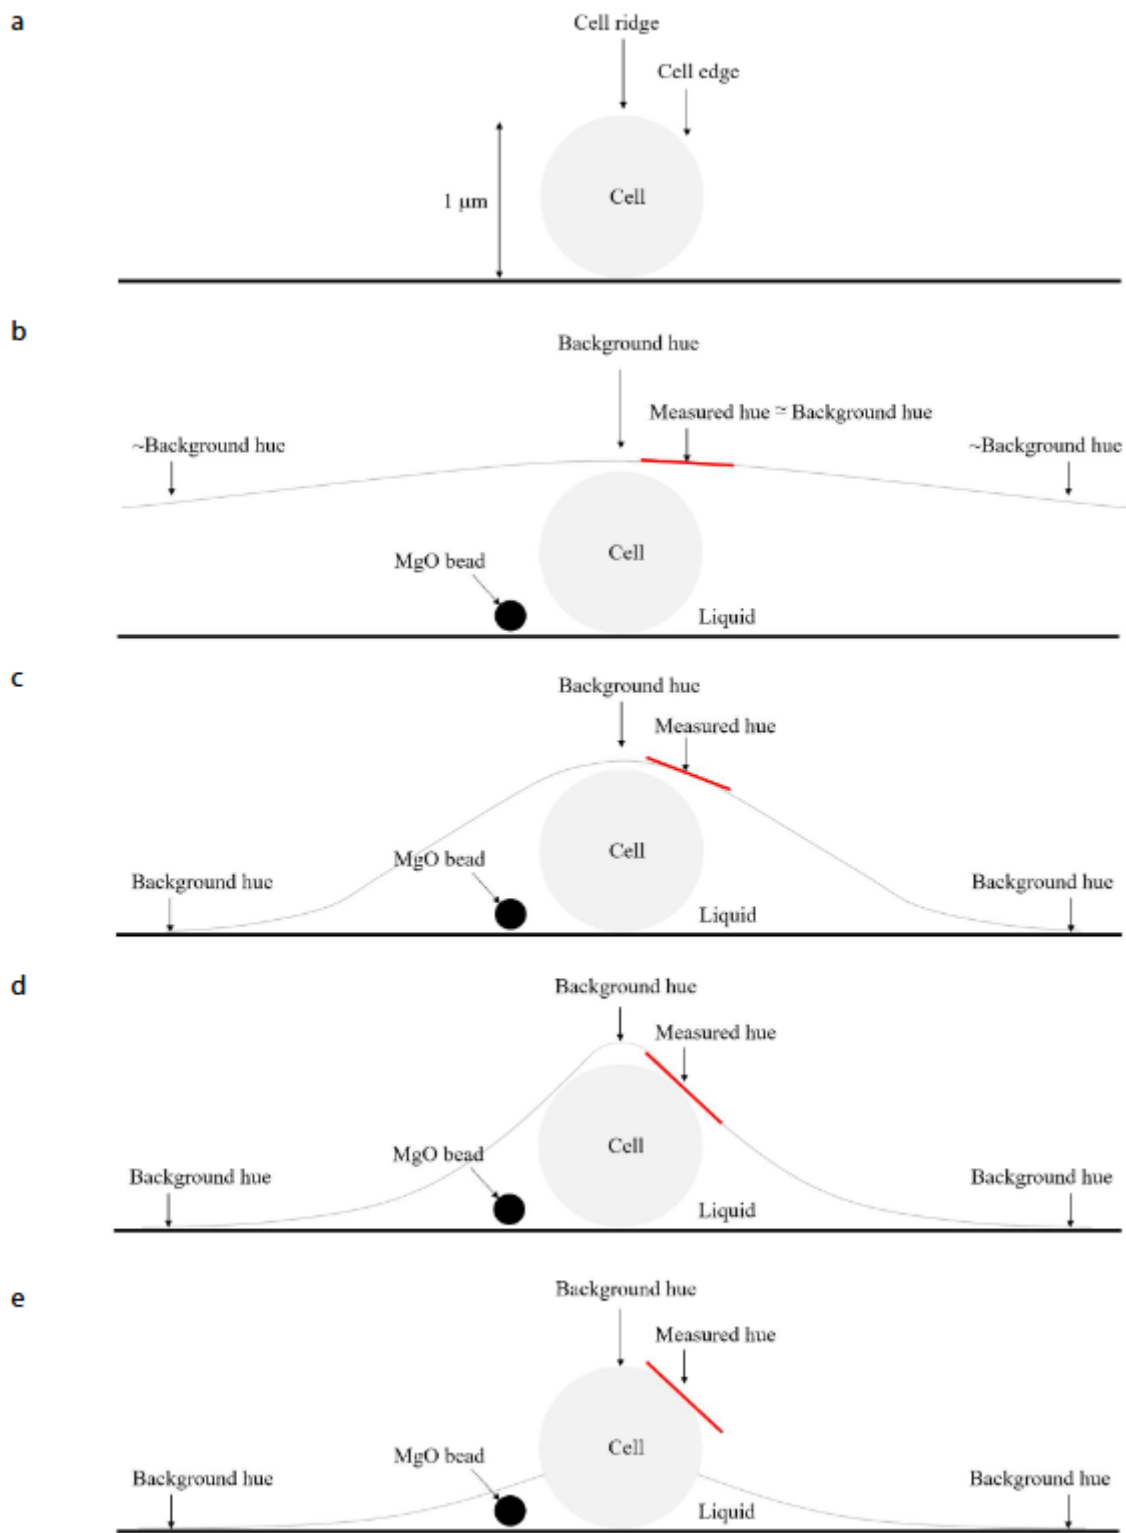 a
Cell ridge
Cell edge
1 μm
Cell
b
Background hue
Measured hue ≃ Background hue
~Background hue
~Background hue
Cell
MgO bead
Liquid
c
Background hue
Measured hue
Cell
MgO bead
Background hue
Background hue
Liquid
d
Background hue
Measured hue
Cell
MgO bead
Background hue
Background hue
Liquid
e
Background hue
Measured hue
Cell
MgO bead
Background hue
Background hue
Liquid